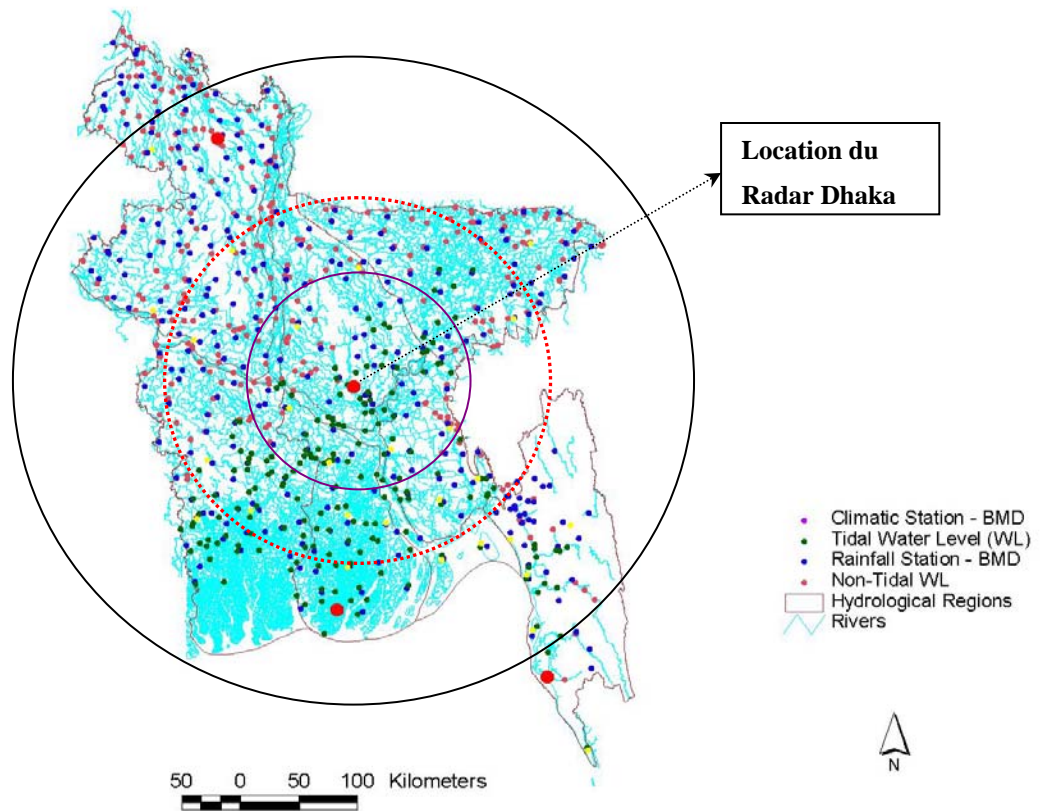 Location du
Radar Dhaka
Climatic Station - BMD
Tidal Water Level (WL)
Rainfall Station - BMD
Non-Tidal WL
Hydrological Regions
Rivers
N
50 0 50 100 Kilometers